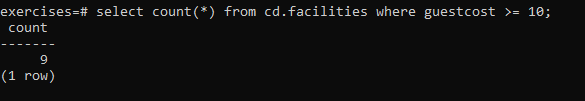 exercises=# select count(*) from cd.facilities where guestcost >= 10;
 count
-------
     9
(1 row)